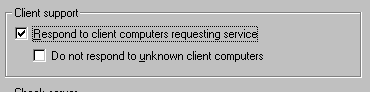 Client support
Respond to client computers requesting service
Do not respond to unknown client computers